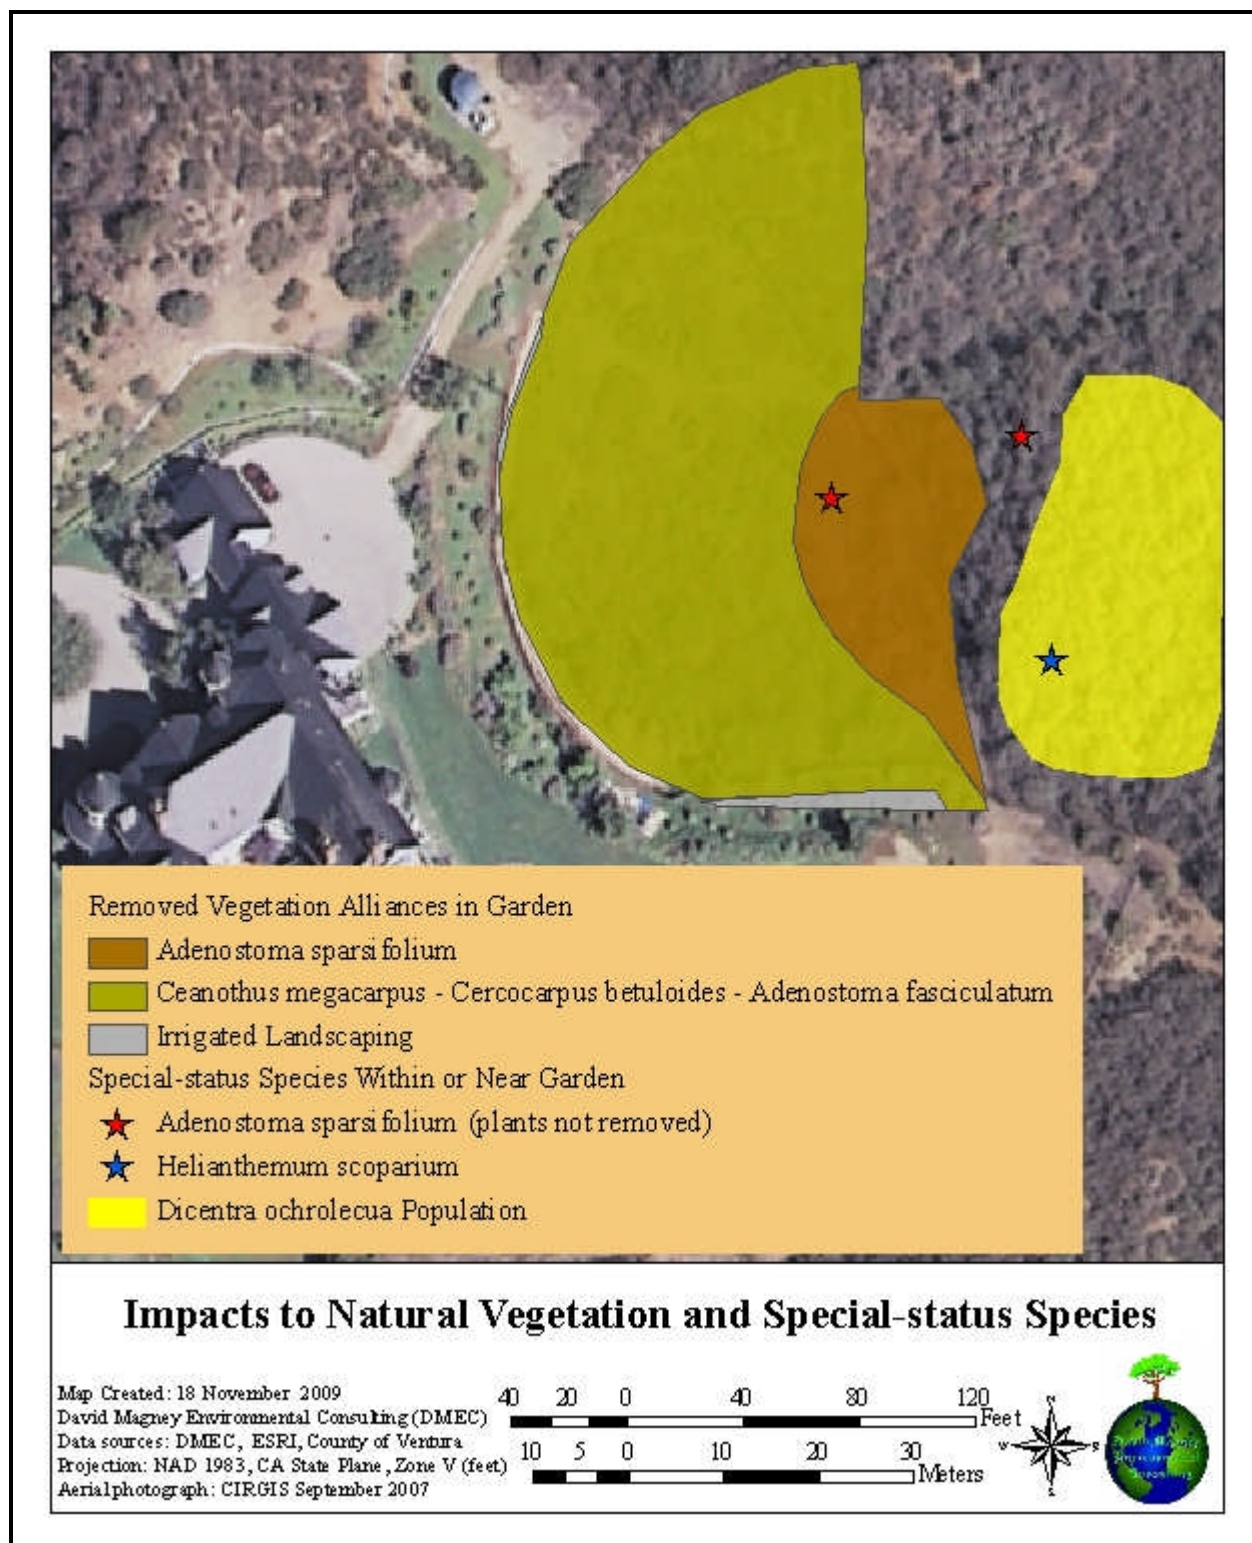 Removed Vegetation Alliances in Garden
Adenostoma sparsifolium
Ceanothus megacarpus - Cercocarpus betuloides - Adenostoma fasciculatum
Irrigated Landscaping
Special-status Species Within or Near Garden
Adenostoma sparsifolium (plants not removed)
Helianthemum scoparium
Dicentra ochrolecua Population
Impacts to Natural Vegetation and Special-status Species
Map Created: 18 November 2009
David Magney Environmental Consulting (DMEC)
Data sources: DMEC, ESRI, County of Ventura
Projection: NAD 1983, CA State Plane, Zone V (feet)
Aerial photograph: CIRGIS September 2007
40 20 0 40 80 120
Feet
10 5 0 10 20 30
Meters
N
W
S